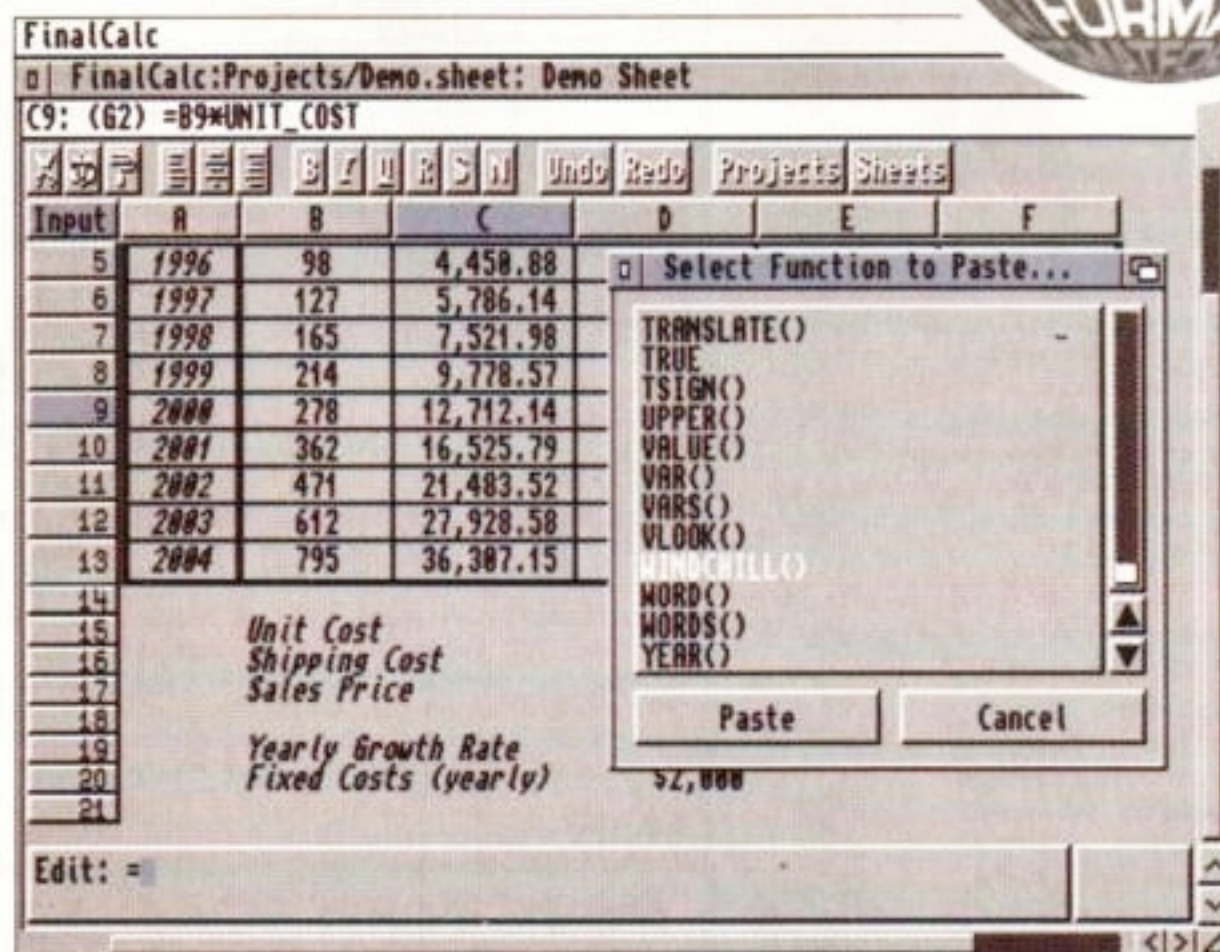 FinalCalc
FinalCalc:Projects/Demo.sheet: Demo Sheet
C9: (G2) =B9*UNIT_COST
B I U R S N Undo Redo Projects Sheets
Input A B C D E F
5 1996 98 4,450.88
6 1997 127 5,786.14
7 1998 165 7,521.98
8 1999 214 9,778.57
9 2000 278 12,712.14
10 2001 362 16,525.79
11 2002 471 21,483.52
12 2003 612 27,928.58
13 2004 795 36,307.15
14
15 Unit Cost
16 Shipping Cost
17 Sales Price
18
19 Yearly Growth Rate
20 Fixed Costs (yearly) $2,000
21
Select Function to Paste...
TRANSLATE()
TRUE
TSIGN()
UPPER()
VALUE()
VAR()
VARS()
VLOOK()
WINDCHILL()
WORD()
WORDS()
YEAR()
Paste Cancel
Edit: =